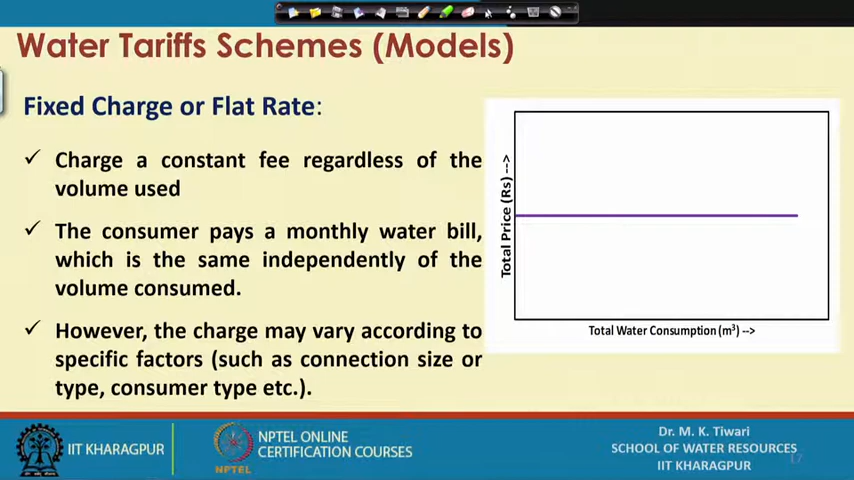 Water Tariffs Schemes (Models)
Fixed Charge or Flat Rate:
✓ Charge a constant fee regardless of the
volume used
✓ The consumer pays a monthly water bill,
which is the same independently of the
volume consumed.
✓ However, the charge may vary according to
specific factors (such as connection size or
type, consumer type etc.).
Total Price (Rs) -->
Total Water Consumption (m³) -->
IIT KHARAGPUR
NPTEL
NPTEL ONLINE
CERTIFICATION COURSES
Dr. M. K. Tiwari
SCHOOL OF WATER RESOURCES
IIT KHARAGPUR
17